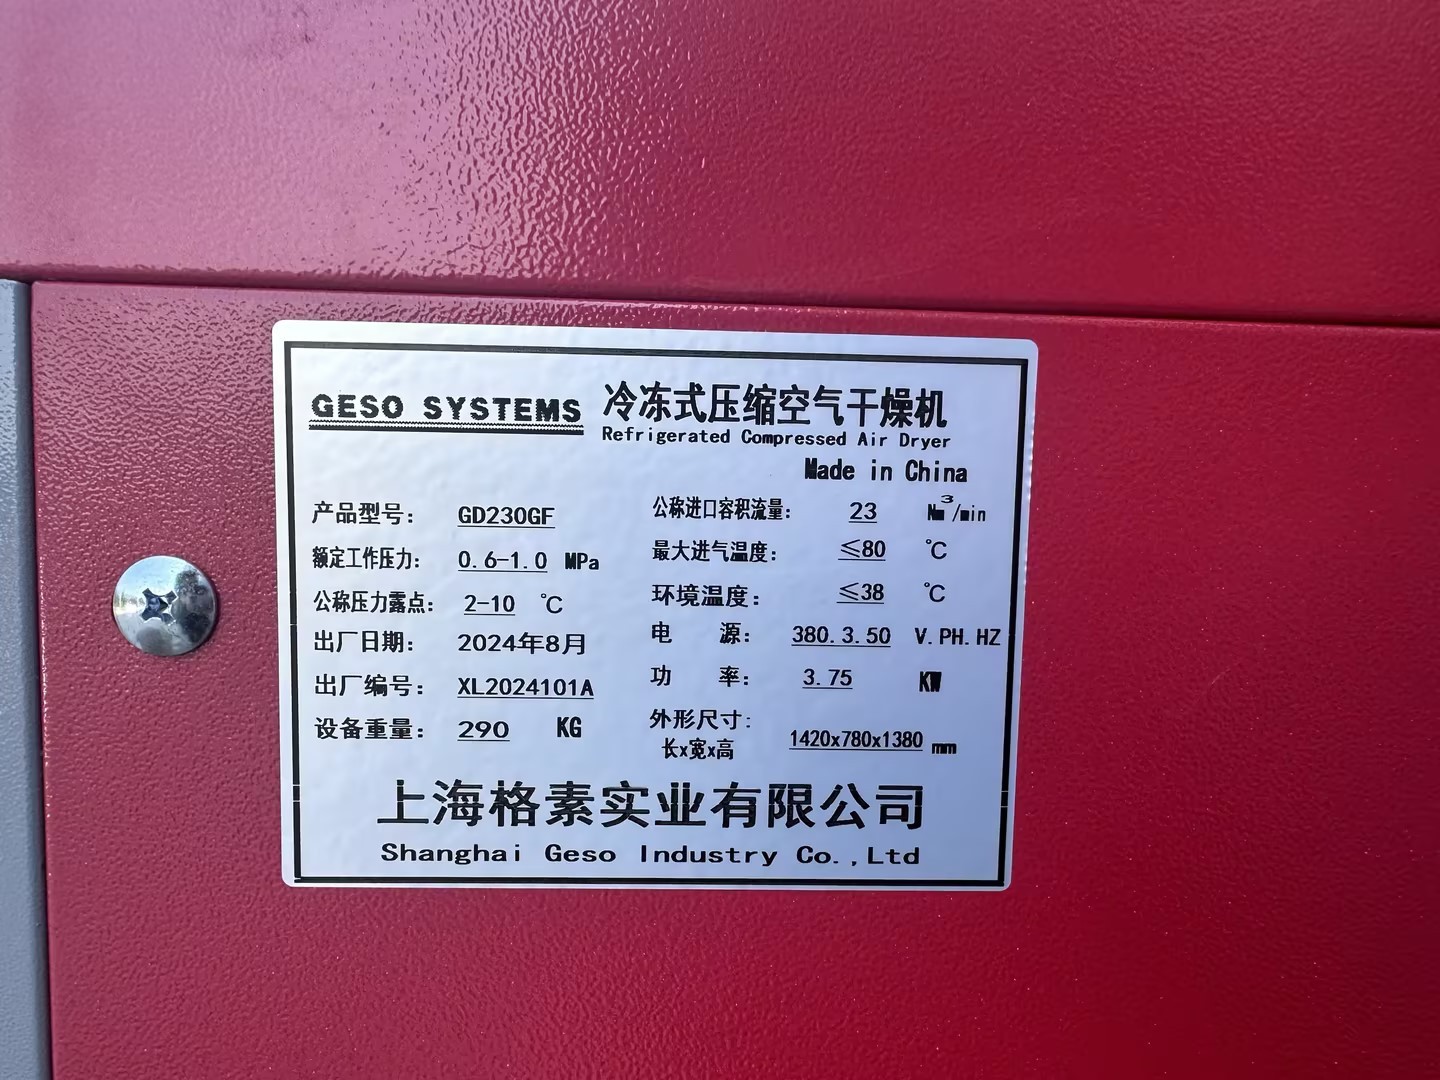 GESO SYSTEMS 冷冻式压缩空气干燥机
Refrigerated Compressed Air Dryer
Made in China
产品型号: GD230GF 公称进口容积流量: 23 Nm³/min
额定工作压力: 0.6-1.0 MPa 最大进气温度: ≤80 ℃
公称压力露点: 2-10 ℃ 环境温度: ≤38 ℃
出厂日期: 2024年8月 电 源: 380.3.50 V.PH.HZ
出厂编号: XL2024101A 功 率: 3.75 KW
设备重量: 290 KG 外形尺寸:
长x宽x高 1420x780x1380 mm
上海格素实业有限公司
Shanghai Geso Industry Co.,Ltd